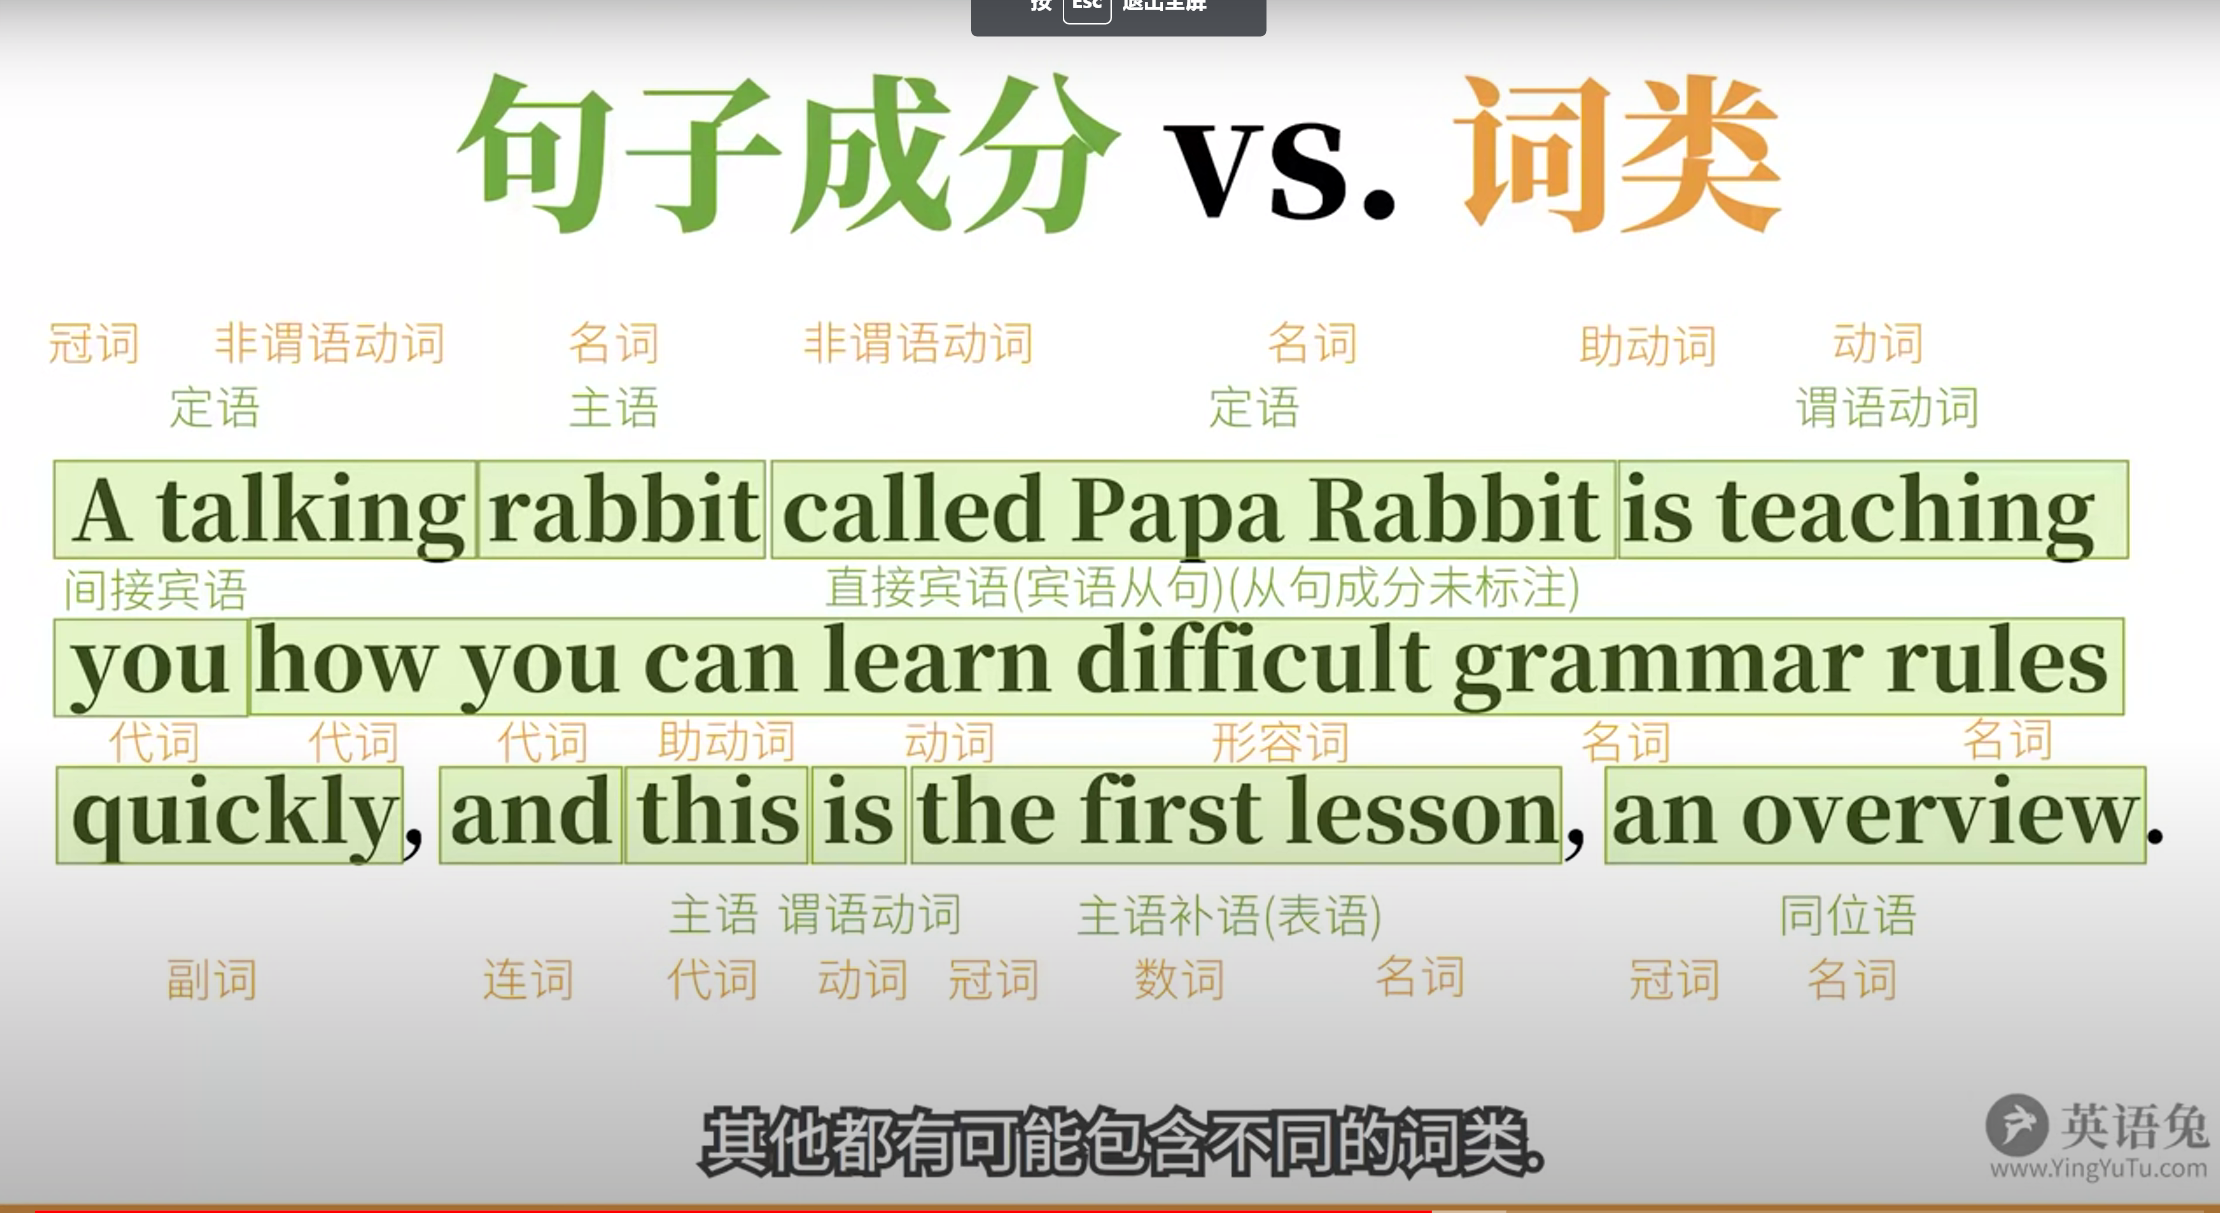 按 Esc 退出全屏
句子成分 vs. 词类
冠词 非谓语动词 名词 非谓语动词 名词 助动词 动词
定语 主语 定语 谓语动词
A talking rabbit called Papa Rabbit is teaching
间接宾语 直接宾语(宾语从句)(从句成分未标注)
you how you can learn difficult grammar rules
代词 代词 代词 助动词 动词 形容词 名词 名词
quickly, and this is the first lesson, an overview.
主语 谓语动词 主语补语(表语) 同位语
副词 连词 代词 动词 冠词 数词 名词 冠词 名词
其他都有可能包含不同的词类。
英语兔
www.YingYuTu.com